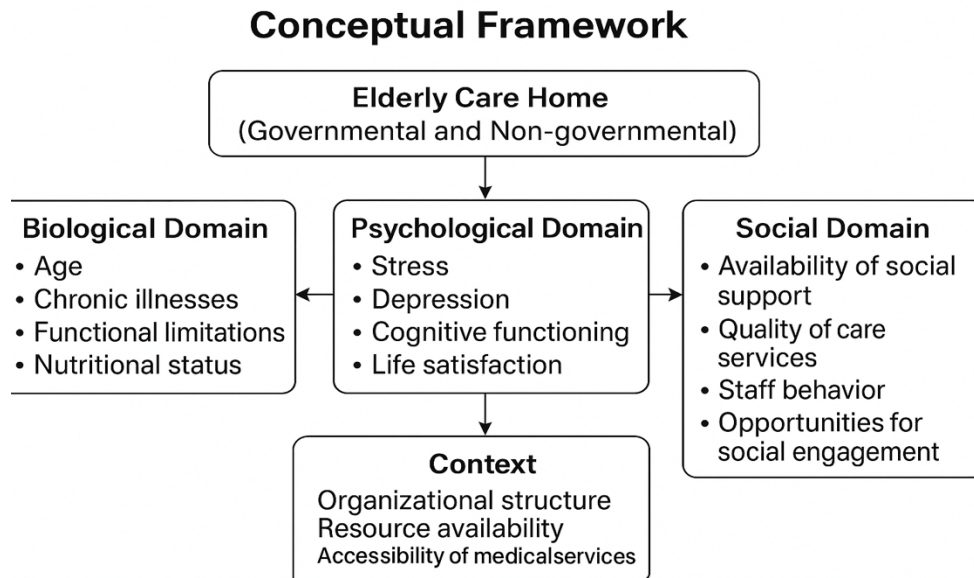 Conceptual Framework
Elderly Care Home
(Governmental and Non-governmental)
Biological Domain
• Age
• Chronic illnesses
• Functional limitations
• Nutritional status
Psychological Domain
• Stress
• Depression
• Cognitive functioning
• Life satisfaction
Social Domain
• Availability of social
support
• Quality of care
services
• Staff behavior
• Opportunities for
social engagement
Context
Organizational structure
Resource availability
Accessibility of medicalservices